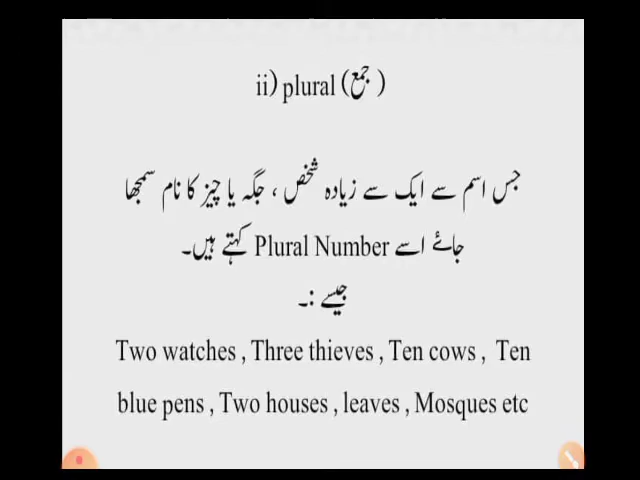 ii) plural (جمع)
جس اسم سے ایک سے زیادہ شخص ، جگہ یا چیز کا نام سمجھا
جائے اسے Plural Number کہتے ہیں۔
جیسے :۔
Two watches , Three thieves , Ten cows , Ten
blue pens , Two houses , leaves , Mosques etc